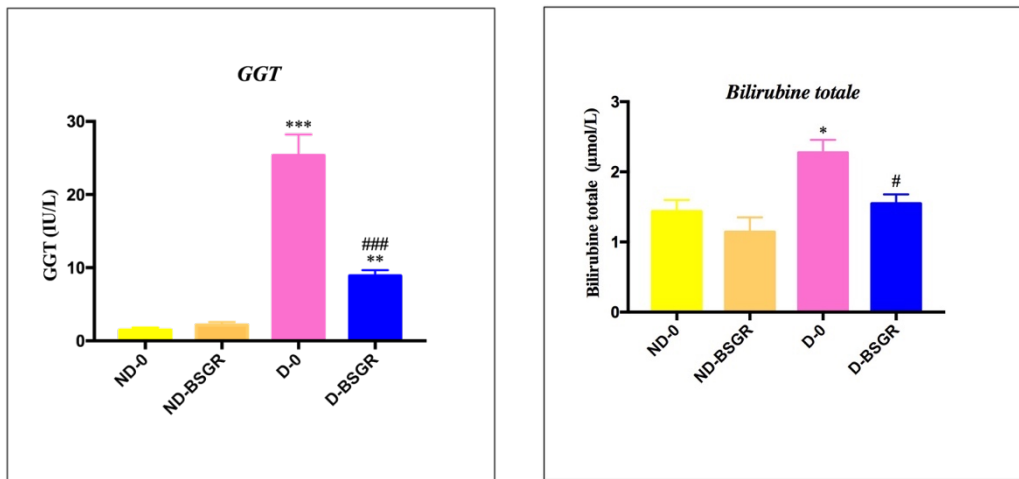 GGT
GGT (IU/L)
30
20
10
0
***
###
**
ND-0
ND-BSGR
D-0
D-BSGR
Bilirubine totale
Bilirubine totale (µmol/L)
3
2
1
0
*
#
ND-0
ND-BSGR
D-0
D-BSGR